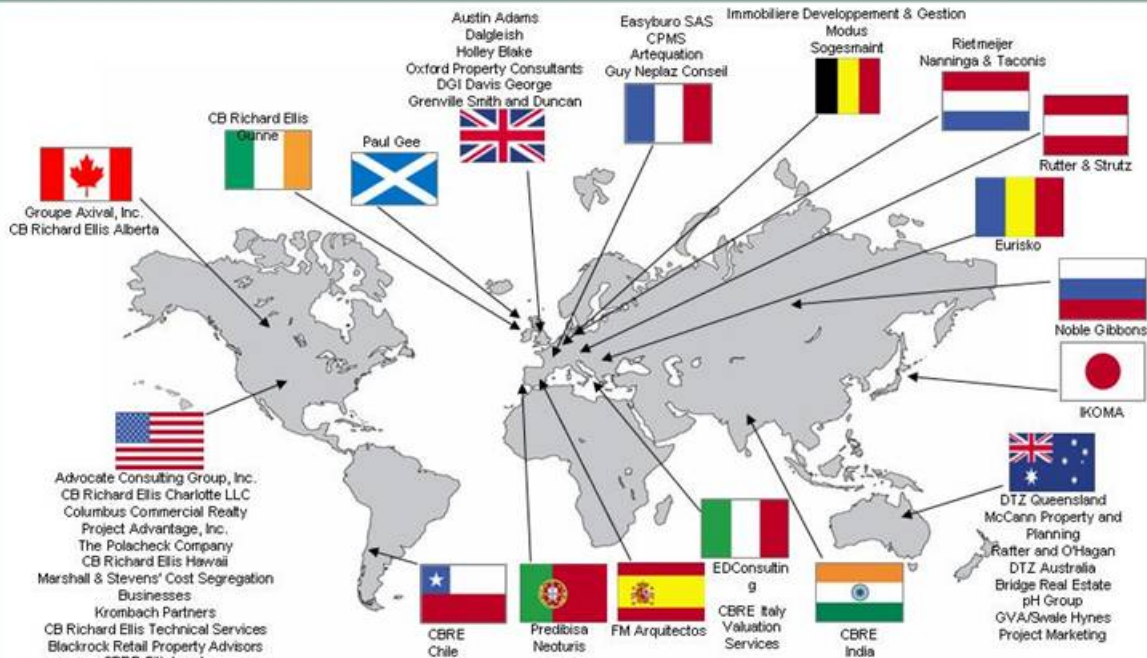 Austin Adams
Dalgleish
Holley Blake
Oxford Property Consultants
DGI Davis George
Grenville Smith and Duncan
Easyburo SAS
CPMS
Artequation
Guy Neplaz Conseil
Immobiliere Developpement & Gestion
Modus
Sogesmaint
Rietmeijer
Nanninga & Taconis
Rutter & Strutz
CB Richard Ellis
Gunne
Paul Gee
Groupe Axival, Inc.
CB Richard Ellis Alberta
Eurisko
Noble Gibbons
IKOMA
Advocate Consulting Group, Inc.
CB Richard Ellis Charlotte LLC
Columbus Commercial Realty
Project Advantage, Inc.
The Polacheck Company
CB Richard Ellis Hawaii
Marshall & Stevens' Cost Segregation
Businesses
Krombach Partners
CB Richard Ellis Technical Services
Blackrock Retail Property Advisors
CBRE
Chile
Predibisa
Neoturis
FM Arquitectos
EDConsultin
g
CBRE Italy
Valuation
Services
CBRE
India
DTZ Queensland
McCann Property and
Planning
Rafter and O'Hagan
DTZ Australia
Bridge Real Estate
pH Group
GVA/Swale Hynes
Project Marketing